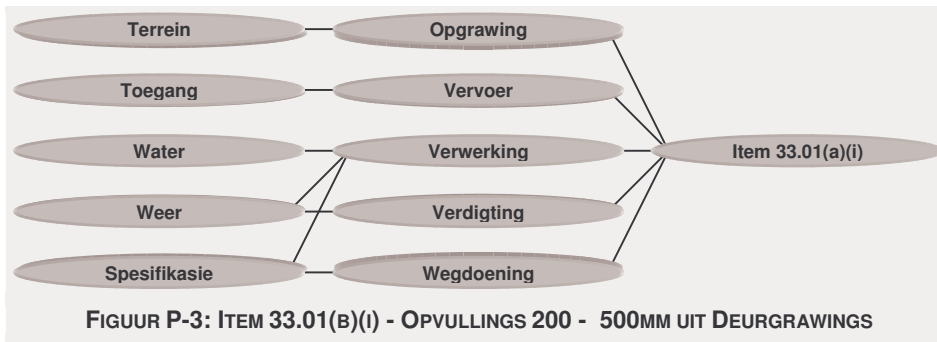 Terrein Opgrawing
Toegang Vervoer
Water Verwerking Item 33.01(a)(i)
Weer Verdigting
Spesifikasie Wegdoening
FIGUUR P-3: ITEM 33.01(B)(I) - OPVULLINGS 200 - 500MM UIT DEURGRAWINGS